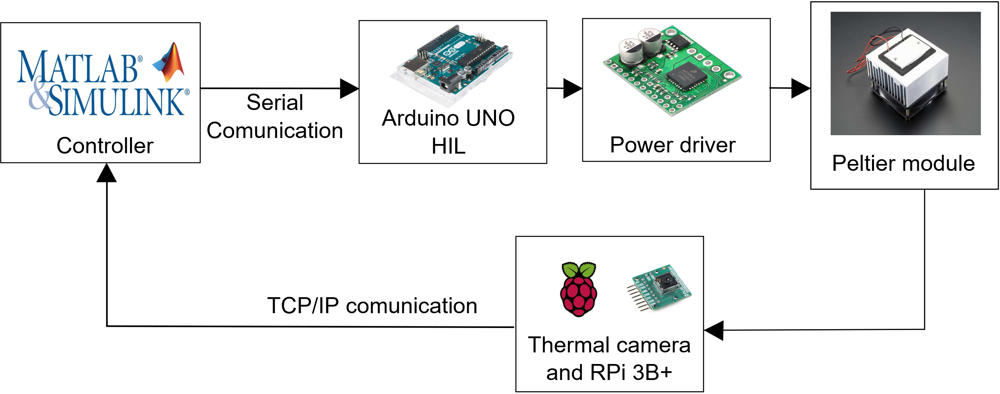 MATLAB®
&SIMULINK®
Controller
Serial
Comunication
Arduino UNO
HIL
Power driver
Peltier module
TCP/IP comunication
Thermal camera
and RPi 3B+